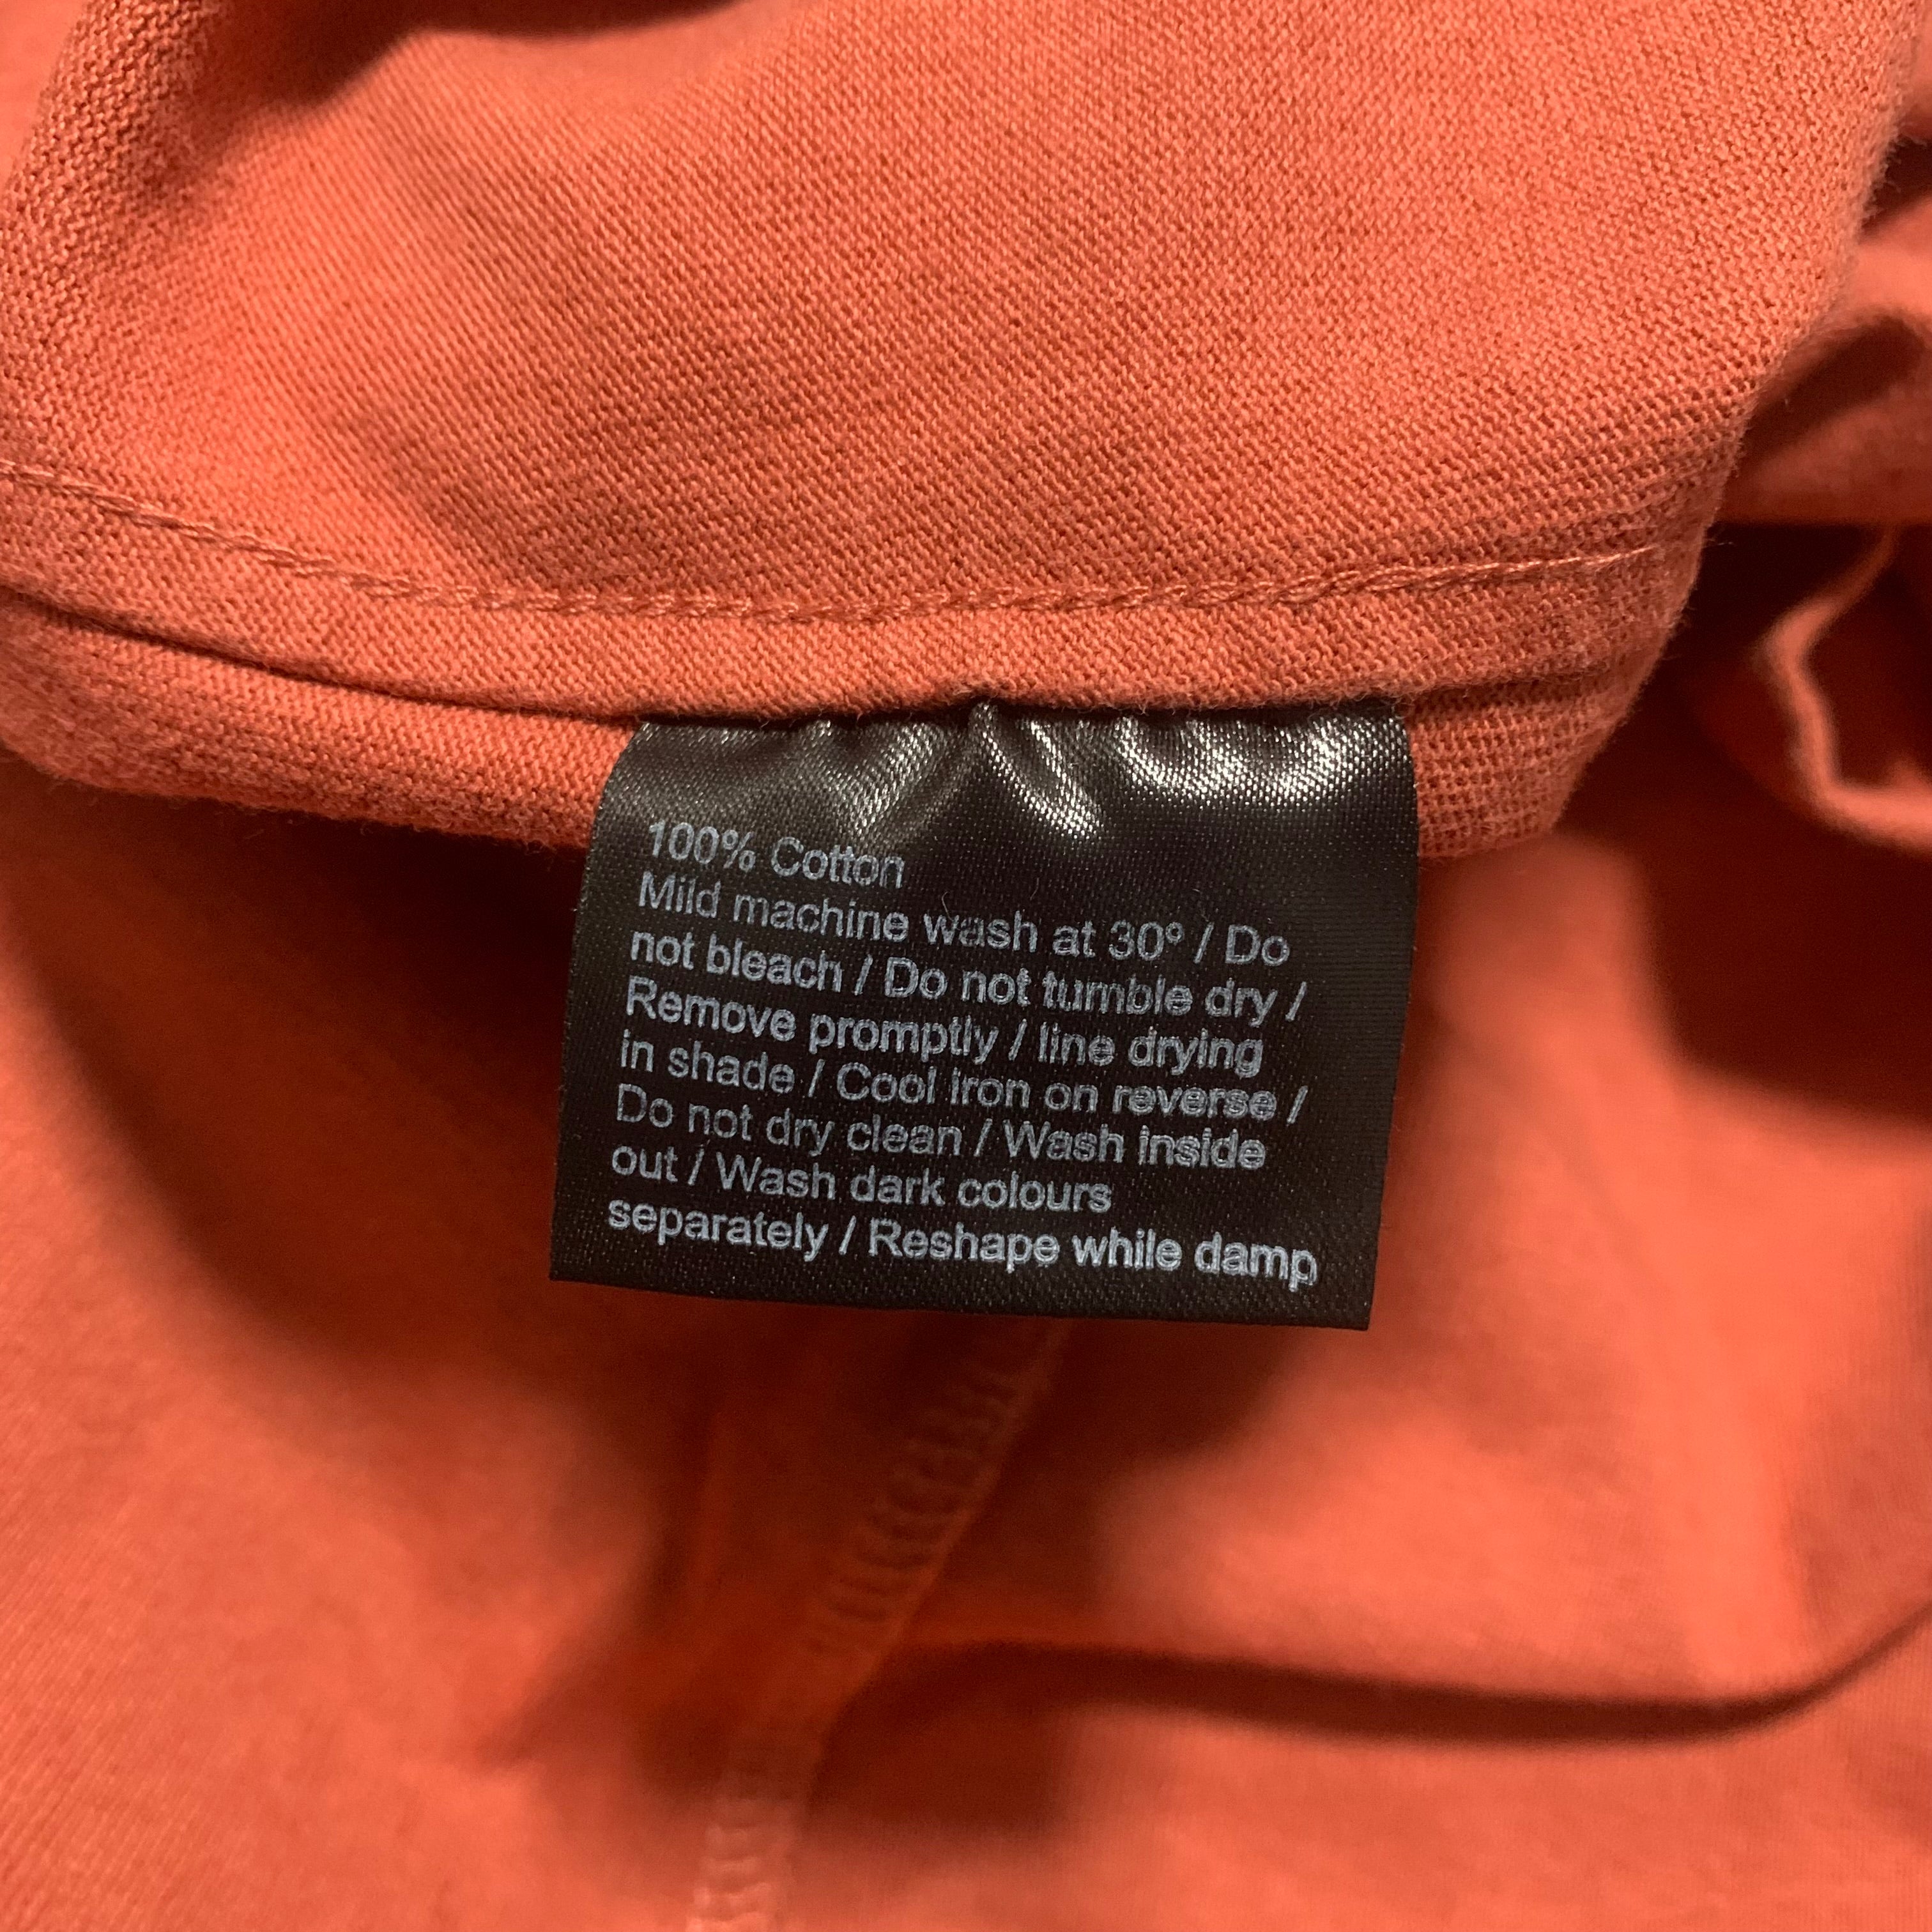 100% Cotton
Mild machine wash at 30º / Do
not bleach / Do not tumble dry /
Remove promptly / line drying
in shade / Cool iron on reverse /
Do not dry clean / Wash inside
out / Wash dark colours
separately / Reshape while damp